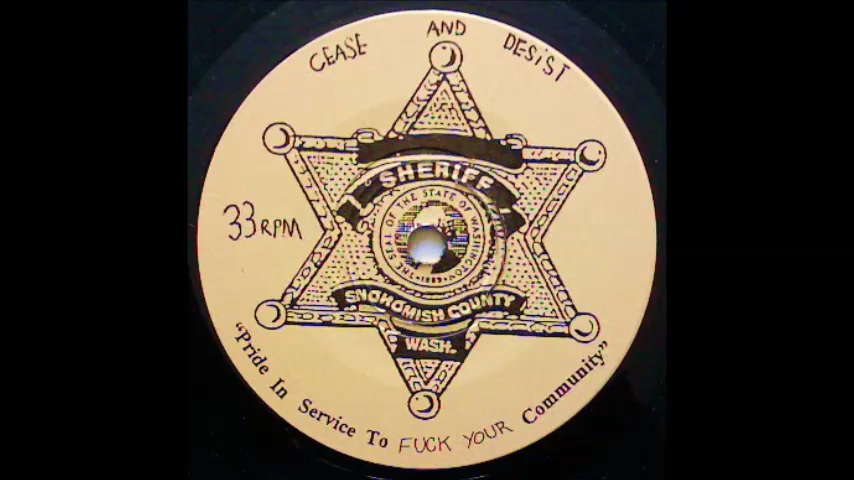 CEASE AND DESIST
SHERIFF
THE SEAL OF THE STATE OF WASHINGTON
1889
33 RPM
SNOHOMISH COUNTY
WASH.
"Pride In Service To FUCK YOUR Community"